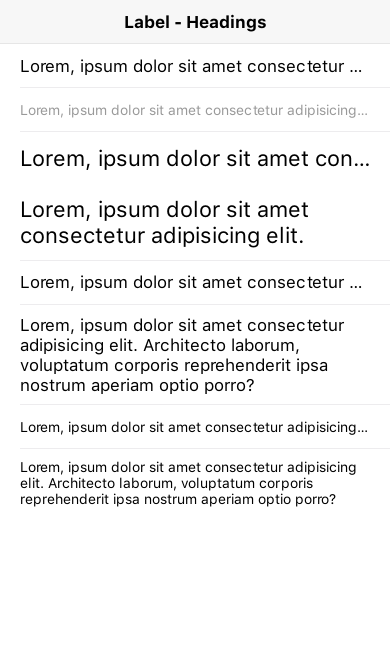 Label - Headings
Lorem, ipsum dolor sit amet consectetur ...
Lorem, ipsum dolor sit amet consectetur adipisicing...
Lorem, ipsum dolor sit amet con...
Lorem, ipsum dolor sit amet
consectetur adipisicing elit.
Lorem, ipsum dolor sit amet consectetur ...
Lorem, ipsum dolor sit amet consectetur
adipisicing elit. Architecto laborum,
voluptatum corporis reprehenderit ipsa
nostrum aperiam optio porro?
Lorem, ipsum dolor sit amet consectetur adipisicing...
Lorem, ipsum dolor sit amet consectetur adipisicing
elit. Architecto laborum, voluptatum corporis
reprehenderit ipsa nostrum aperiam optio porro?